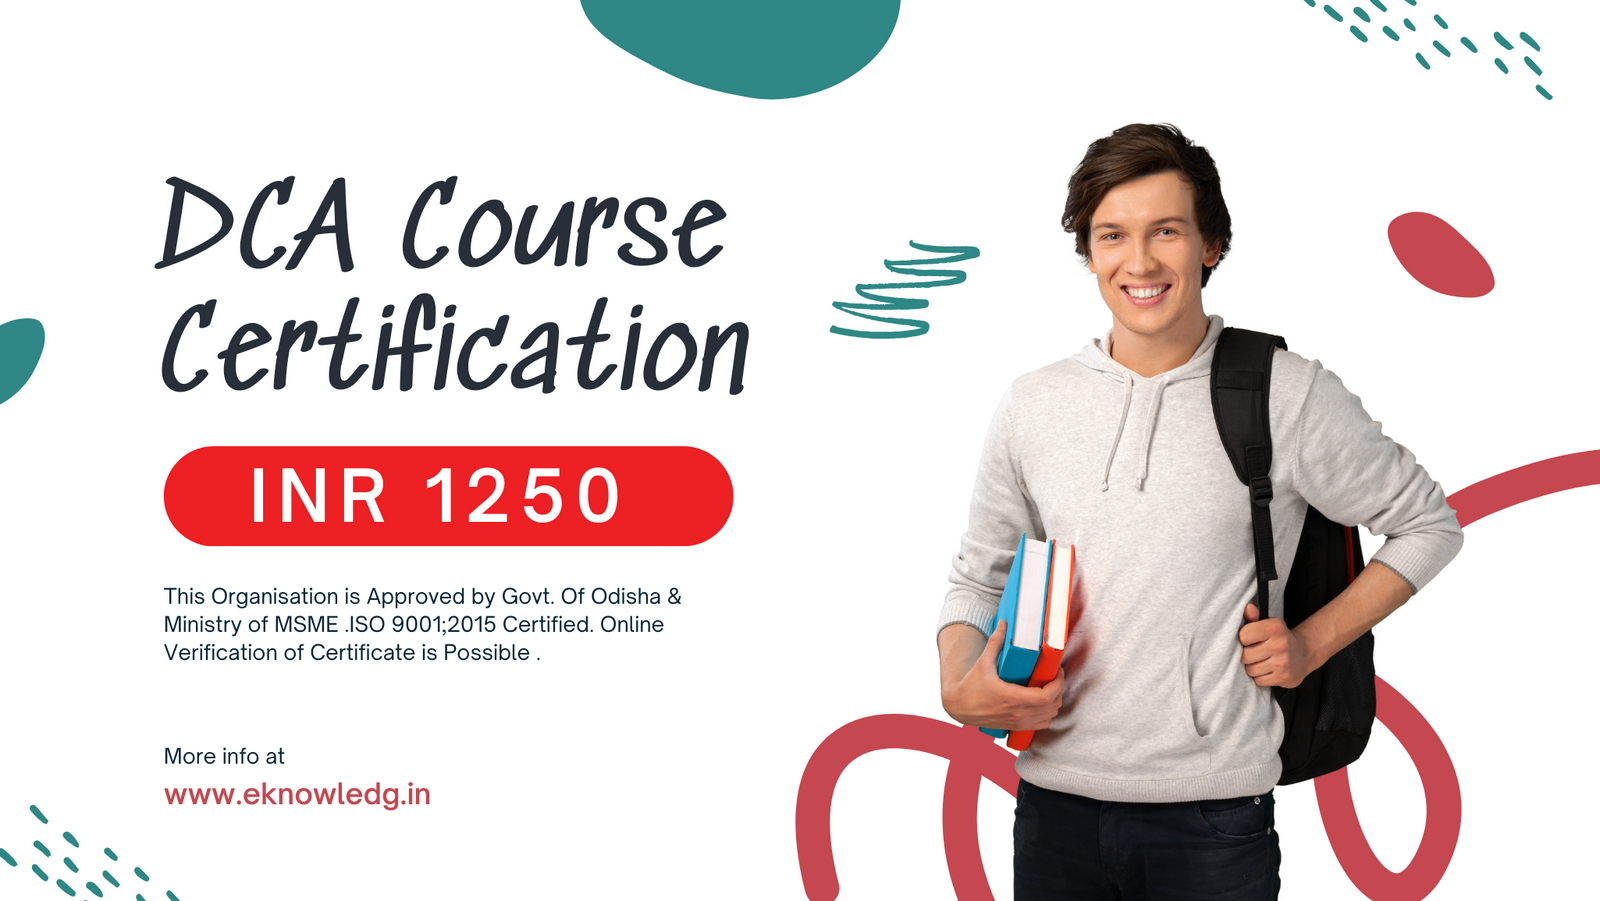 DCA Course
Certification
INR 1250
This Organisation is Approved by Govt. Of Odisha &
Ministry of MSME .ISO 9001;2015 Certified. Online
Verification of Certificate is Possible .
More info at
www.eknowledg.in